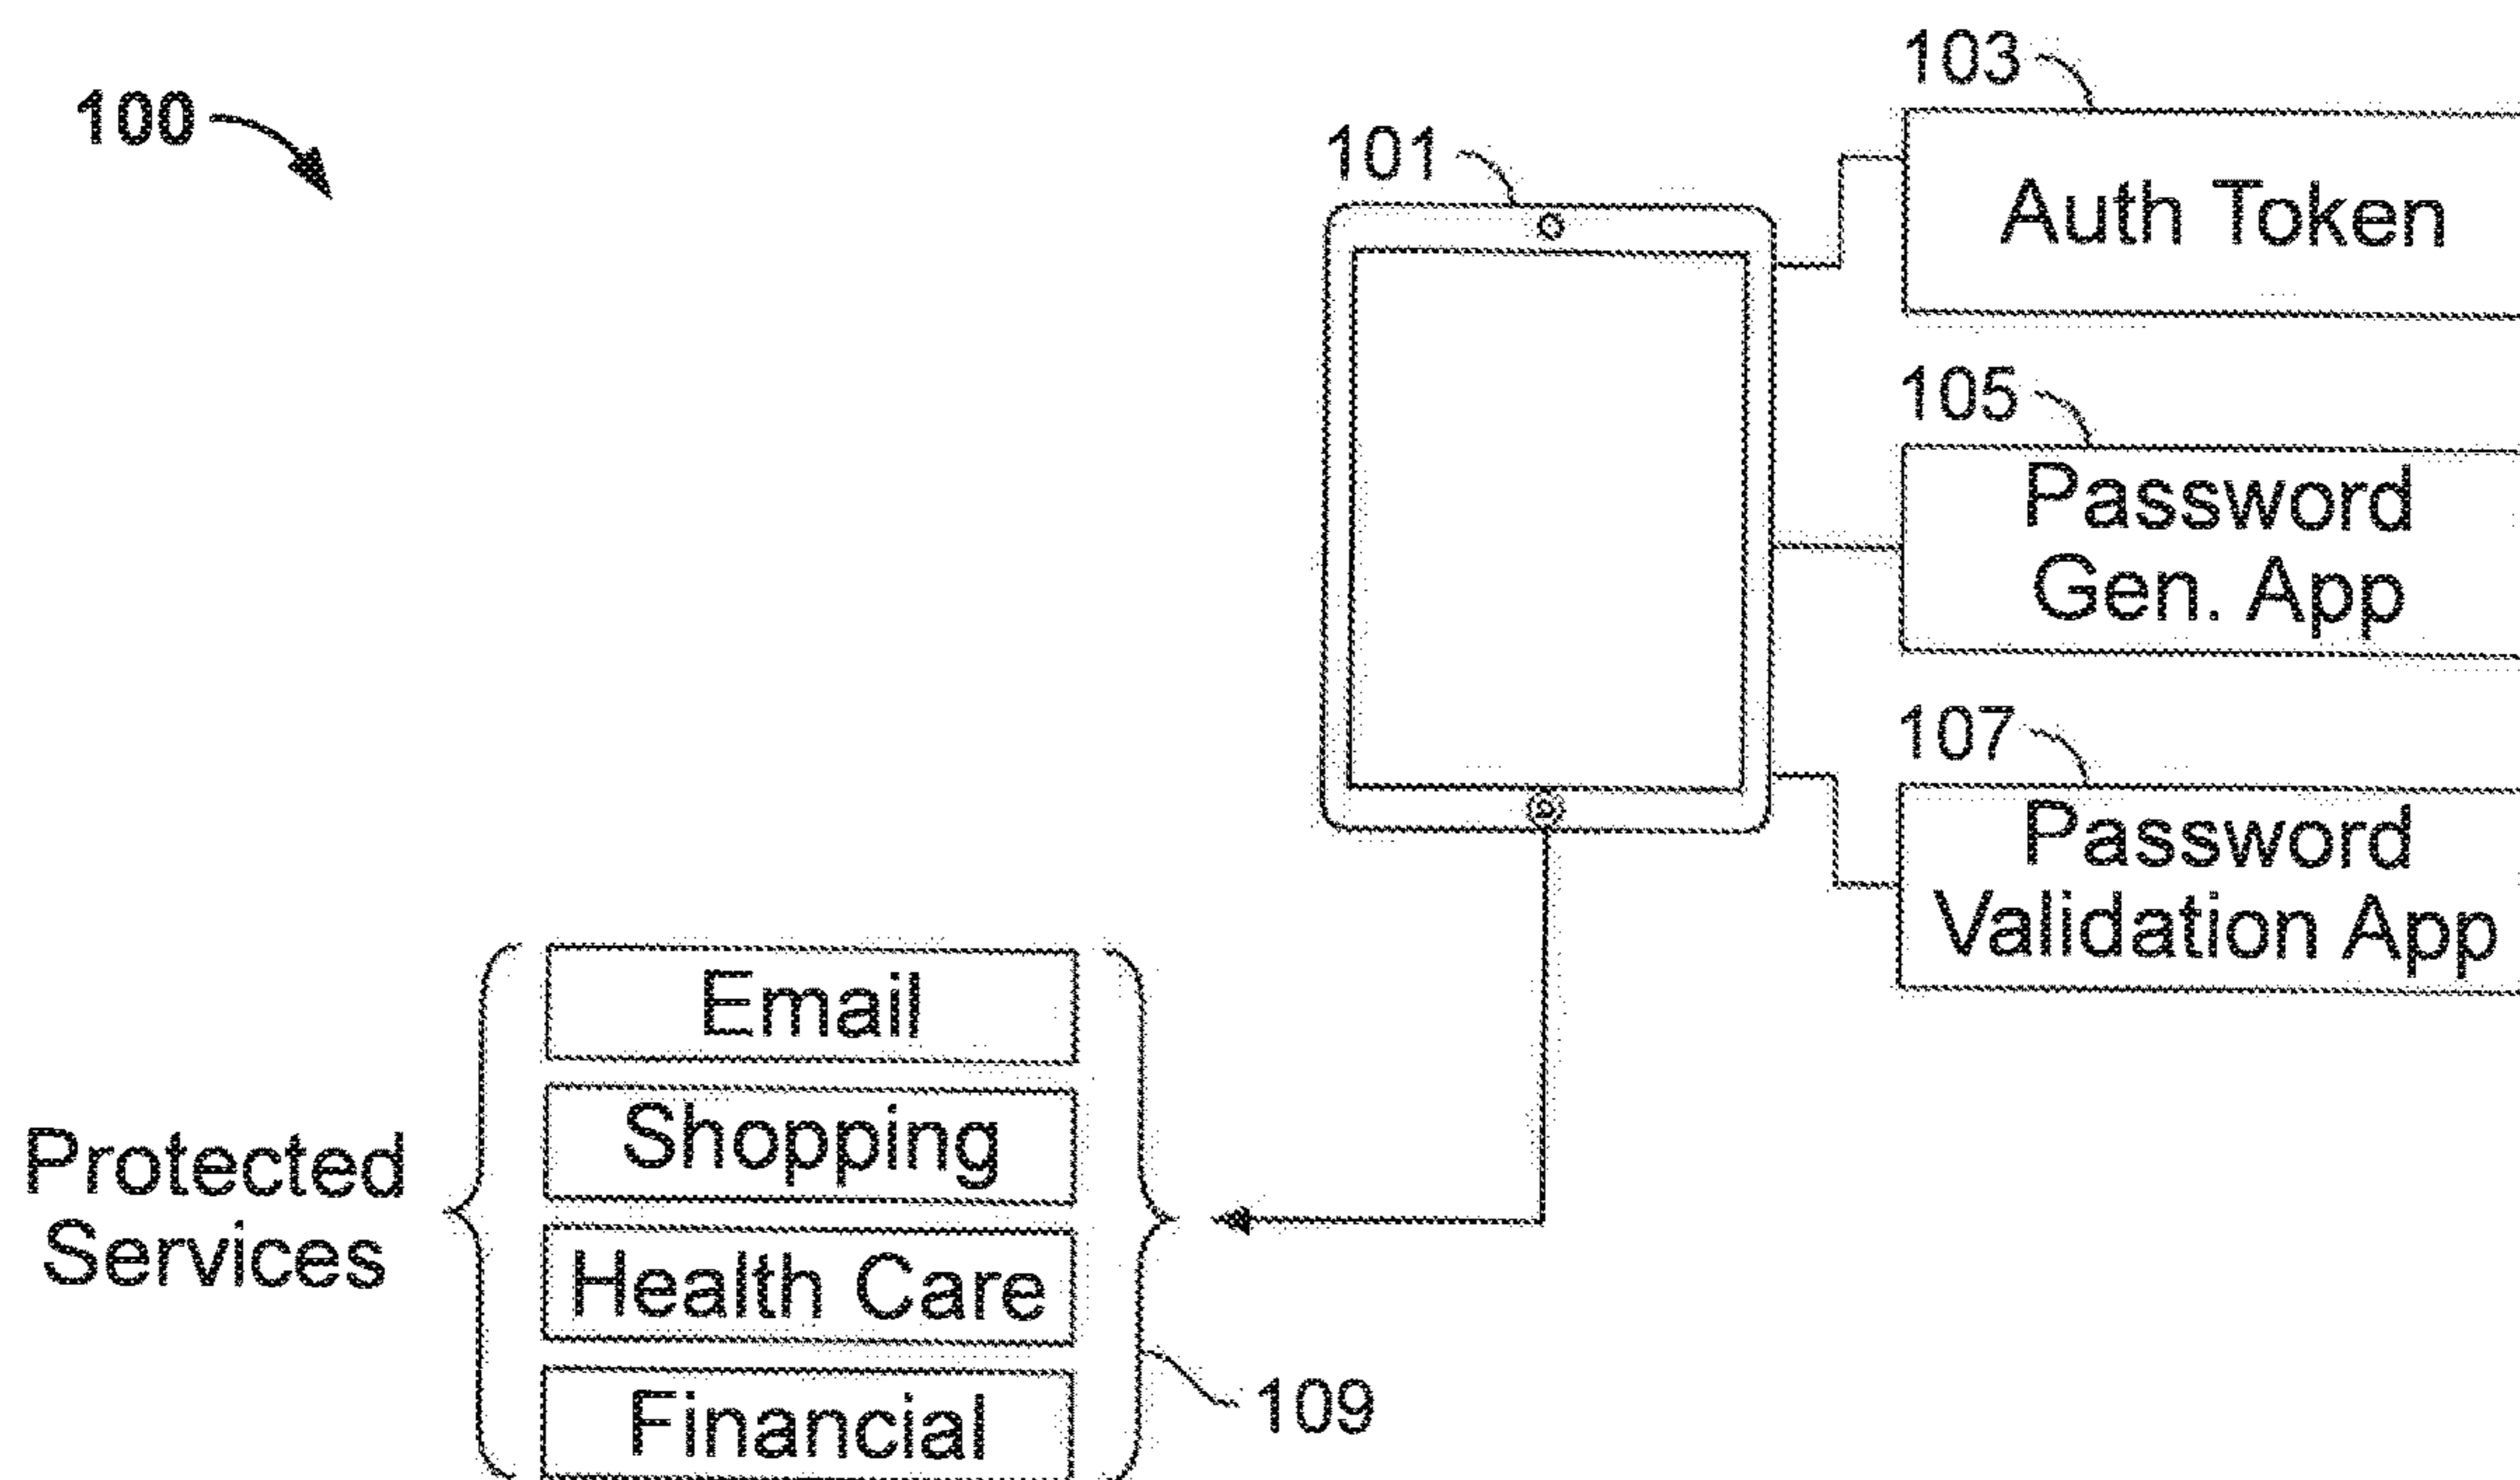 100
101
103
Auth Token
105
Password
Gen. App
107
Password
Validation App
Protected
Services
Email
Shopping
Health Care
Financial
109